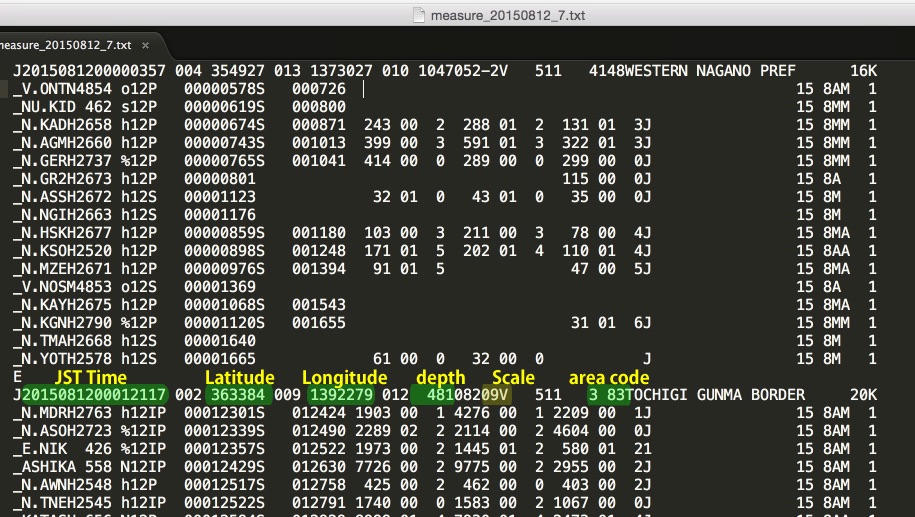 measure_20150812_7.txt
neasure_20150812_7.txt ×
J2015081200000357 004 354927 013 1373027 010 1047052-2V 511 4148WESTERN NAGANO PREF 16K
_V.ONTN4854 o12P 00000578S 000726 15 8AM 1
_NU.KID 462 s12P 00000619S 000800 15 8MM 1
_N.KADH2658 h12P 00000674S 000871 243 00 2 288 01 2 131 01 3J 15 8MM 1
_N.AGMH2660 h12P 00000743S 001013 399 00 3 591 01 3 322 01 3J 15 8MM 1
_N.GERH2737 %12P 00000765S 001041 414 00 0 289 00 0 299 00 0J 15 8MM 1
_N.GR2H2673 h12P 00000801 115 00 0J 15 8A 1
_N.ASSH2672 h12S 00001123 32 01 0 43 01 0 35 00 0J 15 8M 1
_N.NGIH2663 h12S 00001176 15 8M 1
_N.HSKH2677 h12P 00000859S 001180 103 00 3 211 00 3 78 00 4J 15 8MA 1
_N.KSOH2520 h12P 00000898S 001248 171 01 5 202 01 4 110 01 4J 15 8AA 1
_N.MZEH2671 h12P 00000976S 001394 91 01 5 47 00 5J 15 8MA 1
_V.NOSM4853 o12S 00001369 15 8A 1
_N.KAYH2675 h12P 00001068S 001543 15 8MA 1
_N.KGNH2790 %12P 00001120S 001655 31 01 6J 15 8MM 1
_N.TMAH2668 h12S 00001640 15 8M 1
_N.YOTH2578 h12S 00001665 61 00 0 32 00 0 J 15 8M 1
E
JST Time Latitude Longitude depth Scale area code
J2015081200012117 002 363384 009 1392279 012 48108209V 511 3 83TOCHIGI GUNMA BORDER 20K
_N.MDRH2763 h12IP 00012301S 012424 1903 00 1 4276 00 1 2209 00 1J 15 8AM 1
_N.ASOH2723 %12IP 00012339S 012490 2289 02 2 2114 00 2 4604 00 0J 15 8AM 1
_E.NIK 426 %12IP 00012357S 012522 1973 00 2 1445 01 2 580 01 21 15 8AM 1
_ASHIKA 558 N12IP 00012429S 012630 7726 00 2 9775 00 2 2955 00 2J 15 8AM 1
_N.AWNH2548 h12IP 00012517S 012758 425 00 2 462 00 0 403 00 2J 15 8AM 1
_N.TNEH2545 h12IP 00012522S 012791 1740 00 0 1583 00 2 1067 00 0J 15 8AM 1